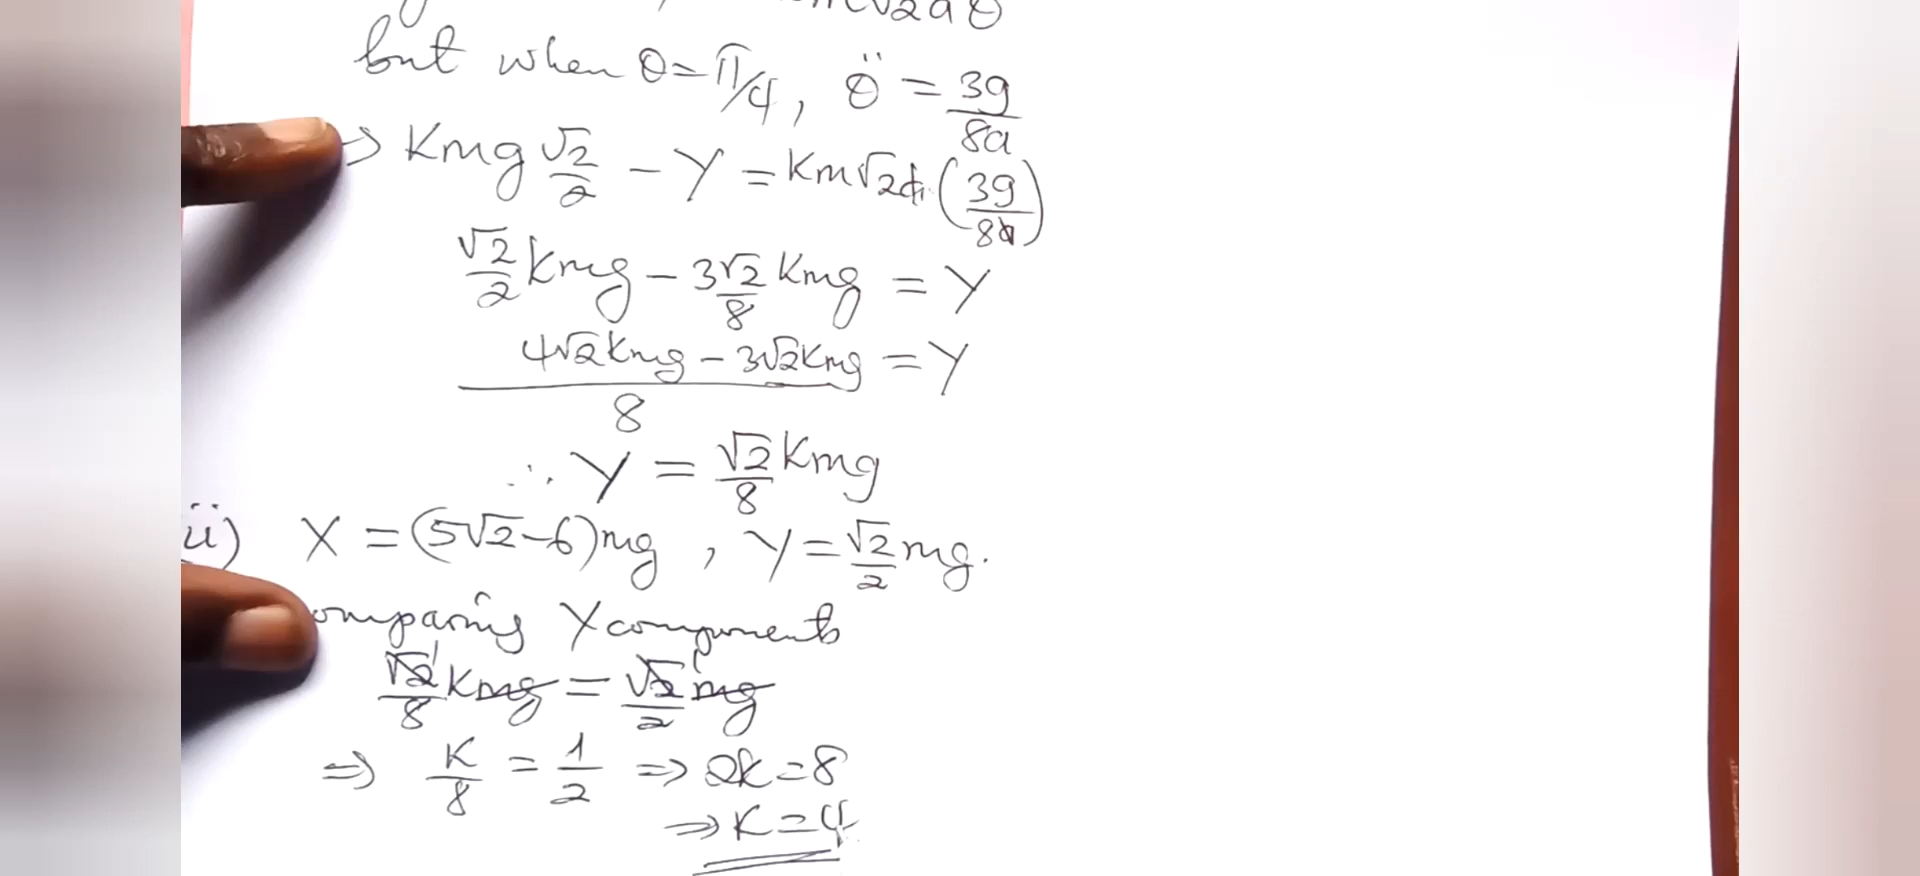 √2aθ̈
but when θ = π/4, θ̈ = 3g/8a
⇒ Kmg √2/2 − Y = Km√2a (3g/8a)
√2/2 Kmg − 3√2/8 Kmg = Y
(4√2Kmg − 3√2Kmg)/8 = Y
∴ Y = √2/8 Kmg
ii) X = (5√2−6)mg, Y = √2/2 mg.
omparing Y components
√2/8 Kmg = √2/2 mg
⇒ K/8 = 1/2 ⇒ 2k = 8
⇒ K = 4